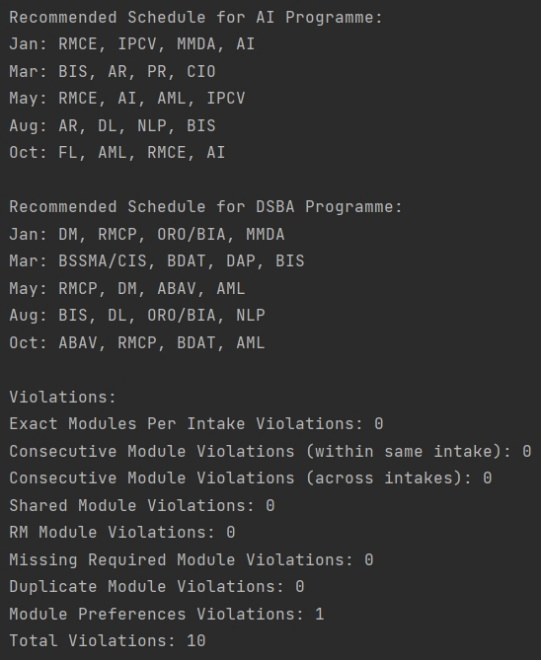 Recommended Schedule for AI Programme:
Jan: RMCE, IPCV, MMDA, AI
Mar: BIS, AR, PR, CIO
May: RMCE, AI, AML, IPCV
Aug: AR, DL, NLP, BIS
Oct: FL, AML, RMCE, AI
Recommended Schedule for DSBA Programme:
Jan: DM, RMCP, ORO/BIA, MMDA
Mar: BSSMA/CIS, BDAT, DAP, BIS
May: RMCP, DM, ABAV, AML
Aug: BIS, DL, ORO/BIA, NLP
Oct: ABAV, RMCP, BDAT, AML
Violations:
Exact Modules Per Intake Violations: 0
Consecutive Module Violations (within same intake): 0
Consecutive Module Violations (across intakes): 0
Shared Module Violations: 0
RM Module Violations: 0
Missing Required Module Violations: 0
Duplicate Module Violations: 0
Module Preferences Violations: 1
Total Violations: 10